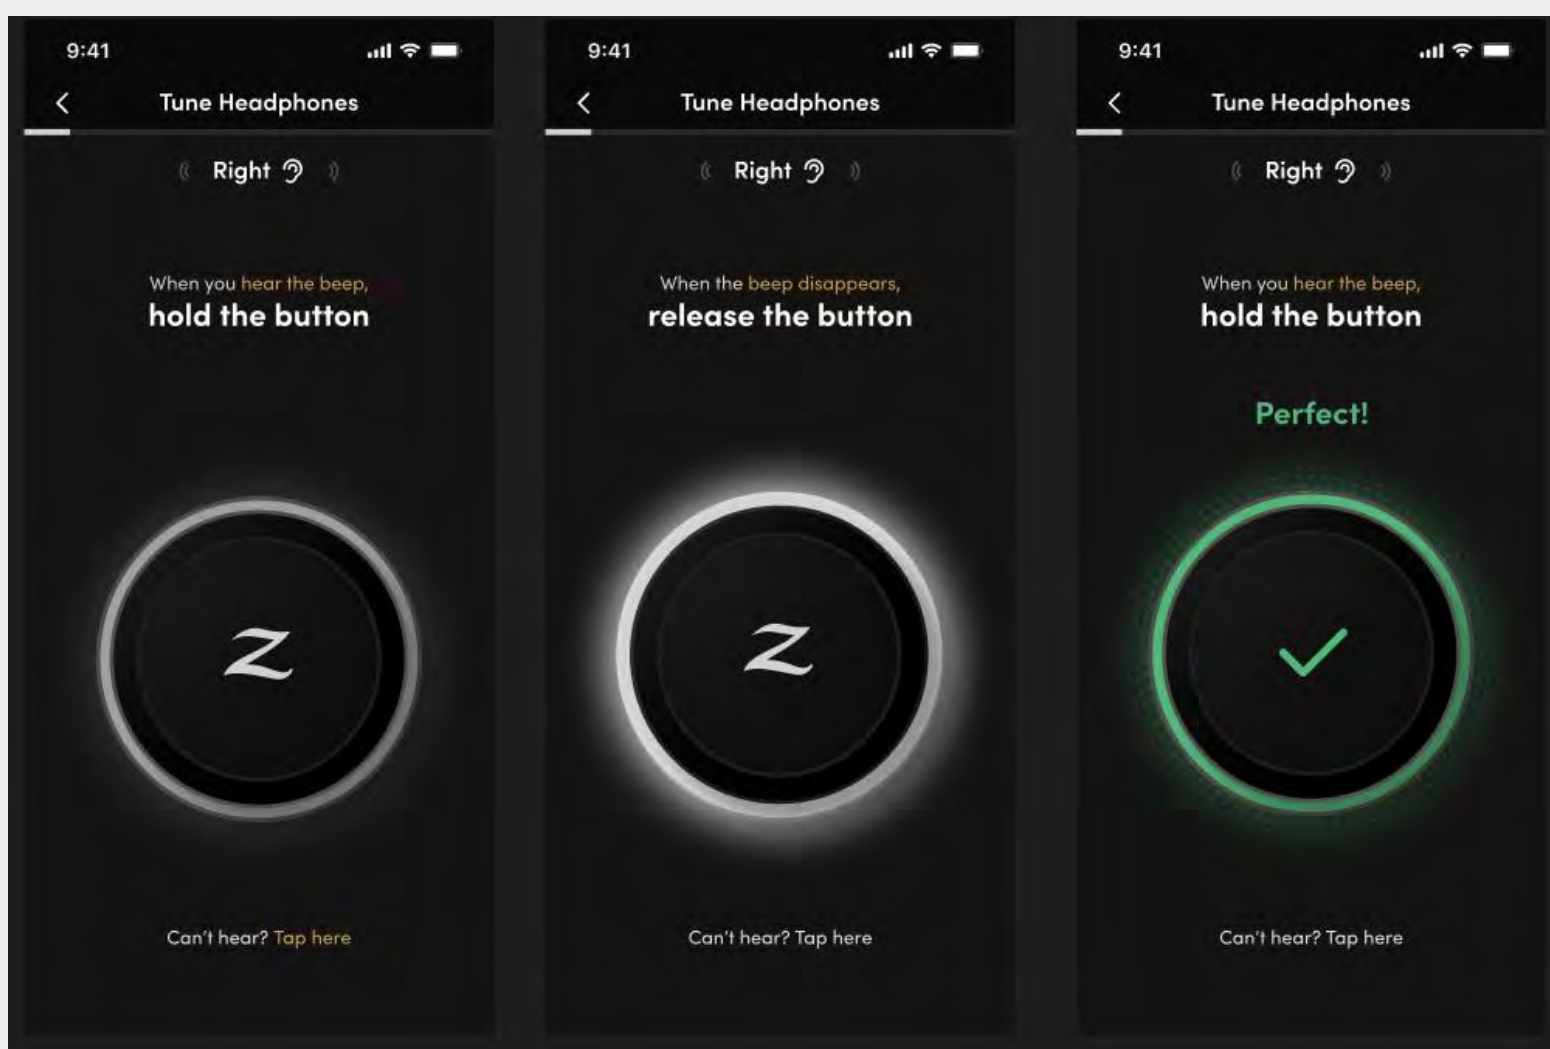 9:41
Tune Headphones
Right
When you hear the beep,
hold the button
Z
Can't hear? Tap here
9:41
Tune Headphones
Right
When the beep disappears,
release the button
Z
Can't hear? Tap here
9:41
Tune Headphones
Right
When you hear the beep,
hold the button
Perfect!
Can't hear? Tap here